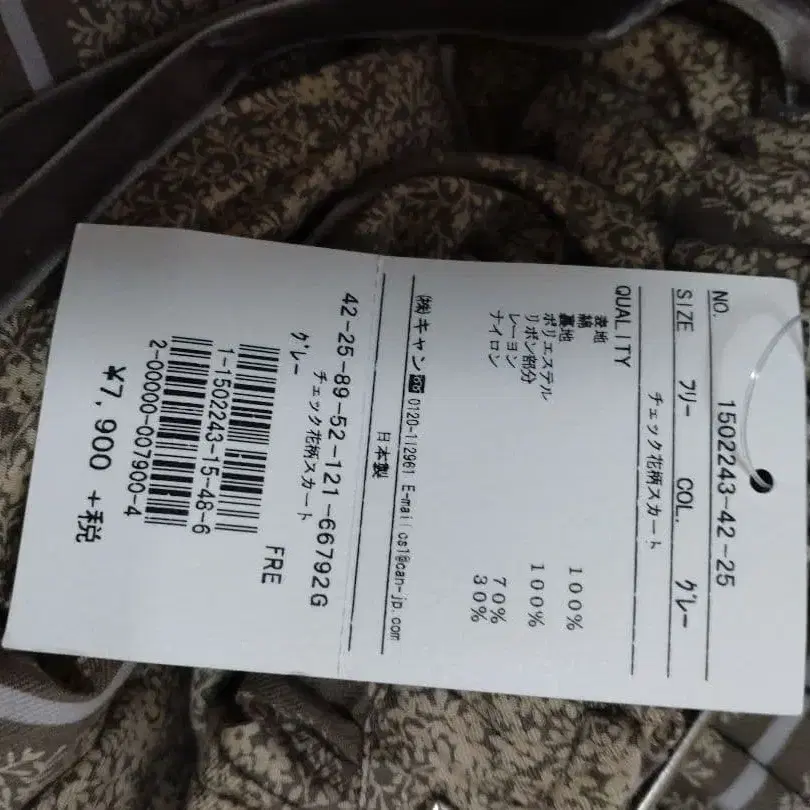 NO. 1502243-42-25
SIZE フリー COL. グレー
チェック花柄スカート
QUALITY
表地
綿 100%
裏地
ポリエステル 100%
リボン部分
レーヨン 70%
ナイロン 30%
㈱キャン ☎ 0120-112961 E-mail cs1@can-jp.com
日本製
42-25-89-52-121-66792G
チェック花柄スカート
グレー FRE
1-1502243-15-48-6
2-00000-007900-4
¥7,900 +税